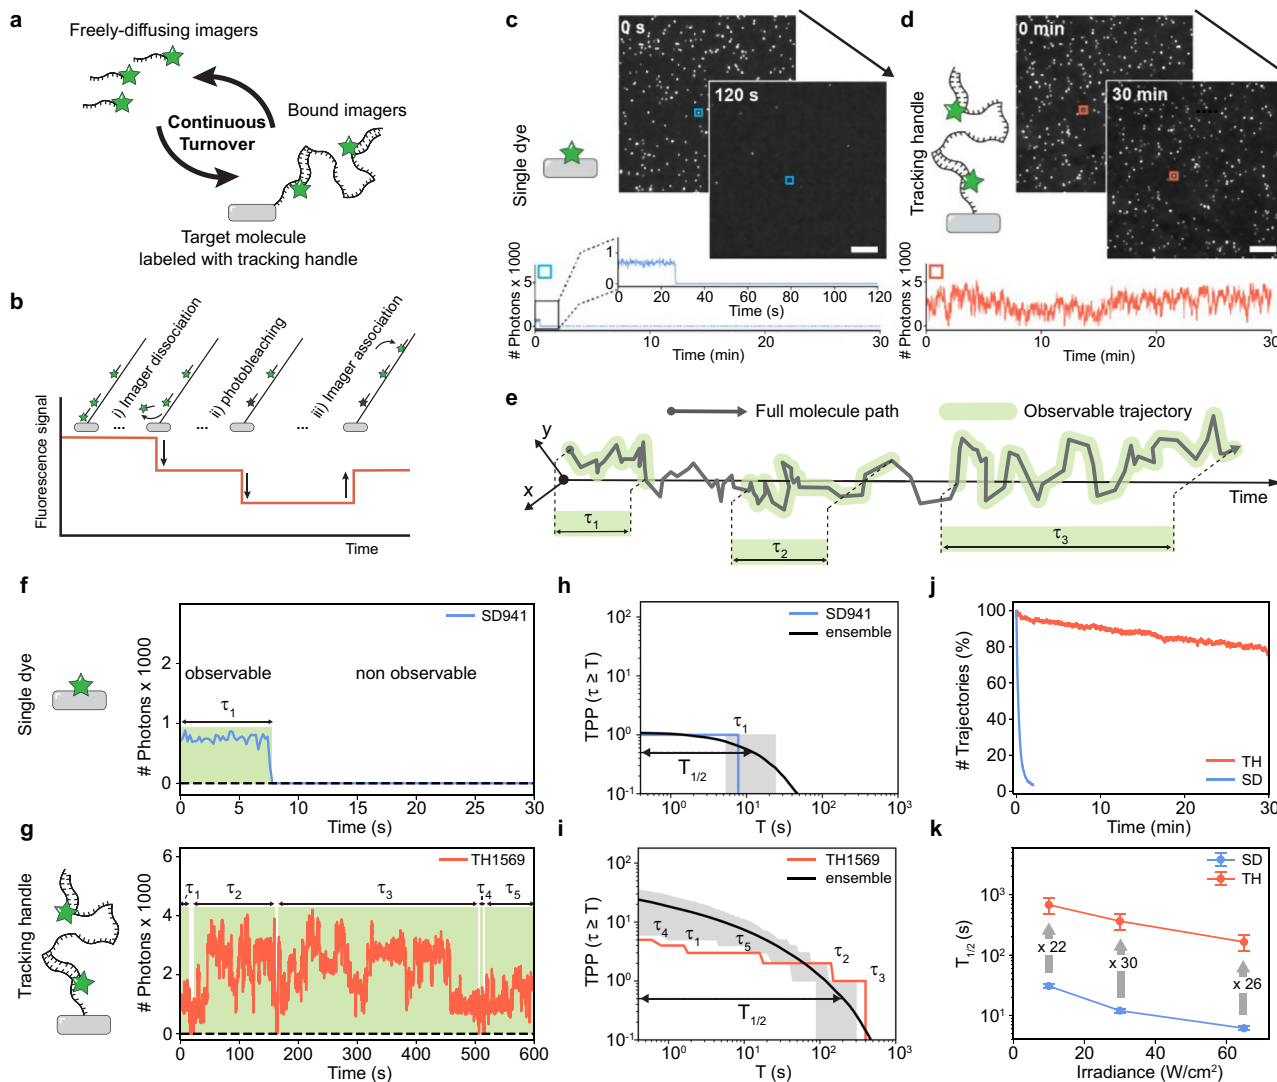 a
Freely-diffusing imagers
Bound imagers
Continuous
Turnover
Target molecule
labeled with tracking handle
b
i) Imager dissociation
ii) photobleaching
iii) Imager association
...
...
...
Fluorescence signal
Time
c
Single dye
0 s
120 s
# Photons x 1000
5
0
1
0
0 20 40 60 80 100 120
Time (s)
0 10 20 30
Time (min)
d
Tracking handle
0 min
30 min
# Photons x 1000
5
0
0 10 20 30
Time (min)
e
Full molecule path
Observable trajectory
y
x
Time
τ1
τ2
τ3
f
Single dye
# Photons x 1000
SD941
observable
non observable
τ1
2
1
0
0 5 10 15 20 25 30
Time (s)
g
Tracking handle
# Photons x 1000
TH1569
τ1 τ2 τ3 τ4 τ5
6
4
2
0
0 100 200 300 400 500 600
Time (s)
h
TPP (τ ≥ T)
SD941
ensemble
τ1
T1/2
10²
10¹
10⁰
10⁻¹
10⁰ 10¹ 10² 10³
T (s)
i
TPP (τ ≥ T)
TH1569
ensemble
τ4 τ1 τ5 τ2 τ3
T1/2
10²
10¹
10⁰
10⁻¹
10⁰ 10¹ 10² 10³
T (s)
j
# Trajectories (%)
100
80
60
40
20
0
TH
SD
0 10 20 30
Time (min)
k
T1/2 (s)
SD
TH
10³
10²
10¹
x 22
x 30
x 26
0 20 40 60
Irradiance (W/cm²)